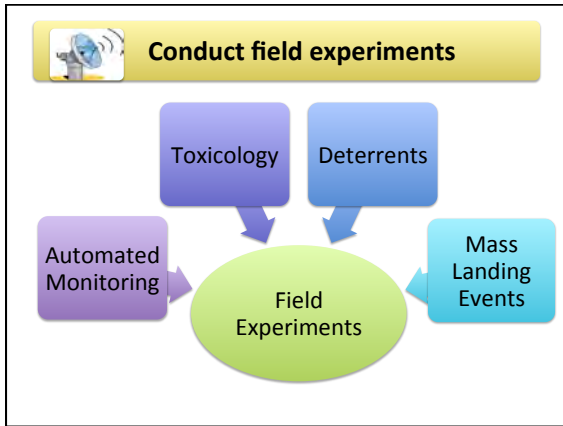 Conduct field experiments
Toxicology
Deterrents
Automated
Monitoring
Mass
Landing
Events
Field
Experiments